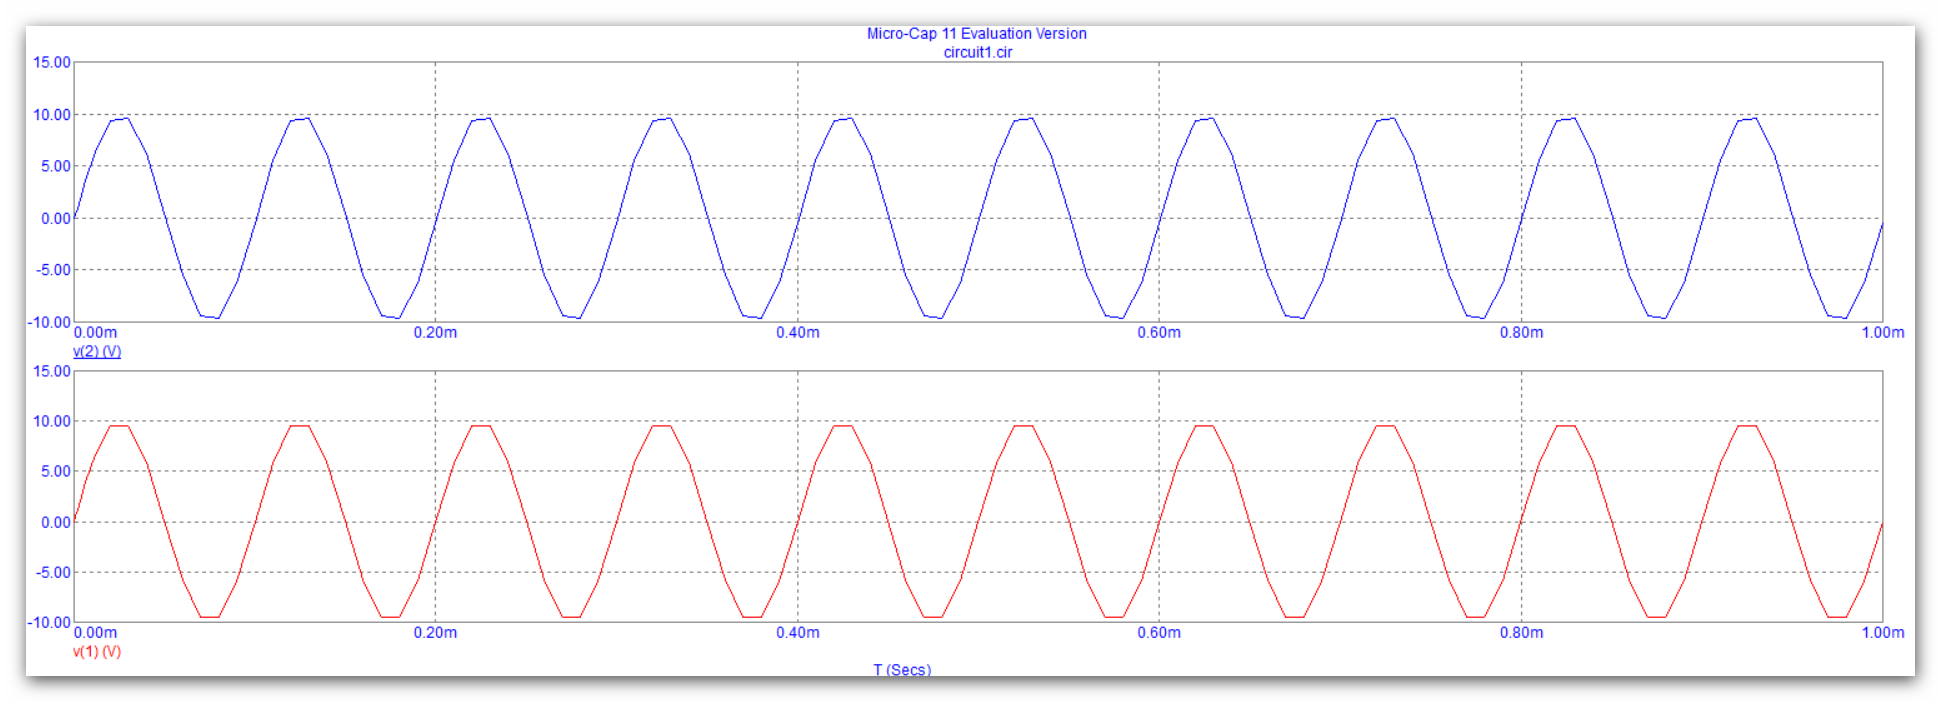 Micro-Cap 11 Evaluation Version
circuit1.cir
15.00
10.00
5.00
0.00
-5.00
-10.00
0.00m 0.20m 0.40m 0.60m 0.80m 1.00m
v(2) (V)
15.00
10.00
5.00
0.00
-5.00
-10.00
0.00m 0.20m 0.40m 0.60m 0.80m 1.00m
v(1) (V)
T (Secs)